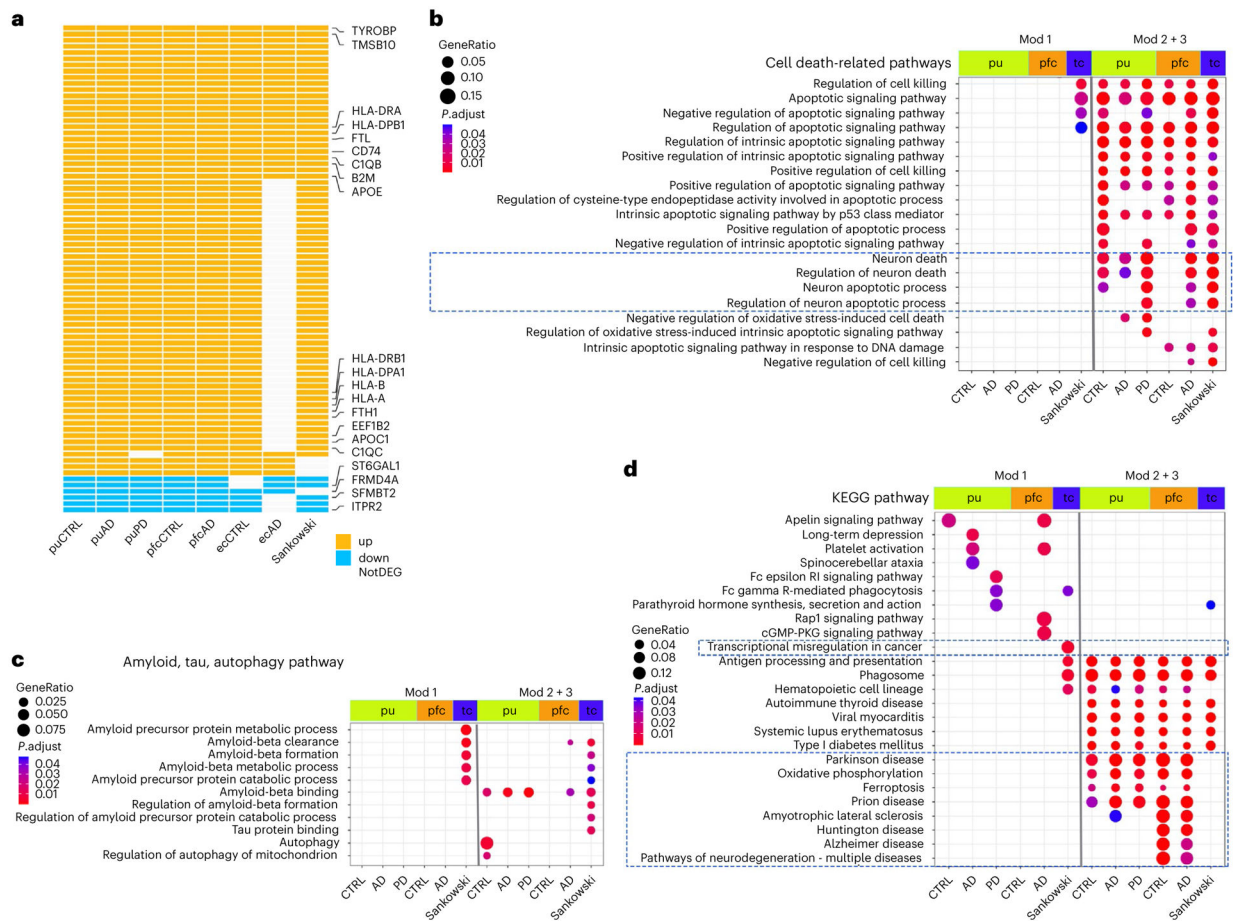 a
TYROBP
TMSB10
HLA-DRA
HLA-DPB1
FTL
CD74
C1QB
B2M
APOE
HLA-DRB1
HLA-DPA1
HLA-B
HLA-A
FTH1
EEF1B2
APOC1
C1QC
ST6GAL1
FRMD4A
SFMBT2
ITPR2
puCTRL puAD puPD pfcCTRL pfcAD ecCTRL ecAD Sankowski
up
down
NotDEG
b
GeneRatio
0.05
0.10
0.15
P.adjust
0.04
0.03
0.02
0.01
Mod 1 Mod 2 + 3
Cell death-related pathways pu pfc tc pu pfc tc
Regulation of cell killing
Apoptotic signaling pathway
Negative regulation of apoptotic signaling pathway
Regulation of apoptotic signaling pathway
Regulation of intrinsic apoptotic signaling pathway
Positive regulation of intrinsic apoptotic signaling pathway
Positive regulation of cell killing
Positive regulation of apoptotic signaling pathway
Regulation of cysteine-type endopeptidase activity involved in apoptotic process
Intrinsic apoptotic signaling pathway by p53 class mediator
Positive regulation of apoptotic process
Negative regulation of intrinsic apoptotic signaling pathway
Neuron death
Regulation of neuron death
Neuron apoptotic process
Regulation of neuron apoptotic process
Negative regulation of oxidative stress-induced cell death
Regulation of oxidative stress-induced intrinsic apoptotic signaling pathway
Intrinsic apoptotic signaling pathway in response to DNA damage
Negative regulation of cell killing
CTRL AD PD CTRL AD Sankowski CTRL AD PD CTRL AD Sankowski
c
Amyloid, tau, autophagy pathway
GeneRatio
0.025
0.050
0.075
P.adjust
0.04
0.03
0.02
0.01
Mod 1 Mod 2 + 3
pu pfc tc pu pfc tc
Amyloid precursor protein metabolic process
Amyloid-beta clearance
Amyloid-beta formation
Amyloid-beta metabolic process
Amyloid precursor protein catabolic process
Amyloid-beta binding
Regulation of amyloid-beta formation
Regulation of amyloid precursor protein catabolic process
Tau protein binding
Autophagy
Regulation of autophagy of mitochondrion
CTRL AD PD CTRL AD Sankowski CTRL AD PD CTRL AD Sankowski
d
Mod 1 Mod 2 + 3
KEGG pathway pu pfc tc pu pfc tc
GeneRatio
0.04
0.08
0.12
P.adjust
0.04
0.03
0.02
0.01
Apelin signaling pathway
Long-term depression
Platelet activation
Spinocerebellar ataxia
Fc epsilon RI signaling pathway
Fc gamma R-mediated phagocytosis
Parathyroid hormone synthesis, secretion and action
Rap1 signaling pathway
cGMP-PKG signaling pathway
Transcriptional misregulation in cancer
Antigen processing and presentation
Phagosome
Hematopoietic cell lineage
Autoimmune thyroid disease
Viral myocarditis
Systemic lupus erythematosus
Type I diabetes mellitus
Parkinson disease
Oxidative phosphorylation
Ferroptosis
Prion disease
Amyotrophic lateral sclerosis
Huntington disease
Alzheimer disease
Pathways of neurodegeneration - multiple diseases
CTRL AD PD CTRL AD Sankowski CTRL AD PD CTRL AD Sankowski